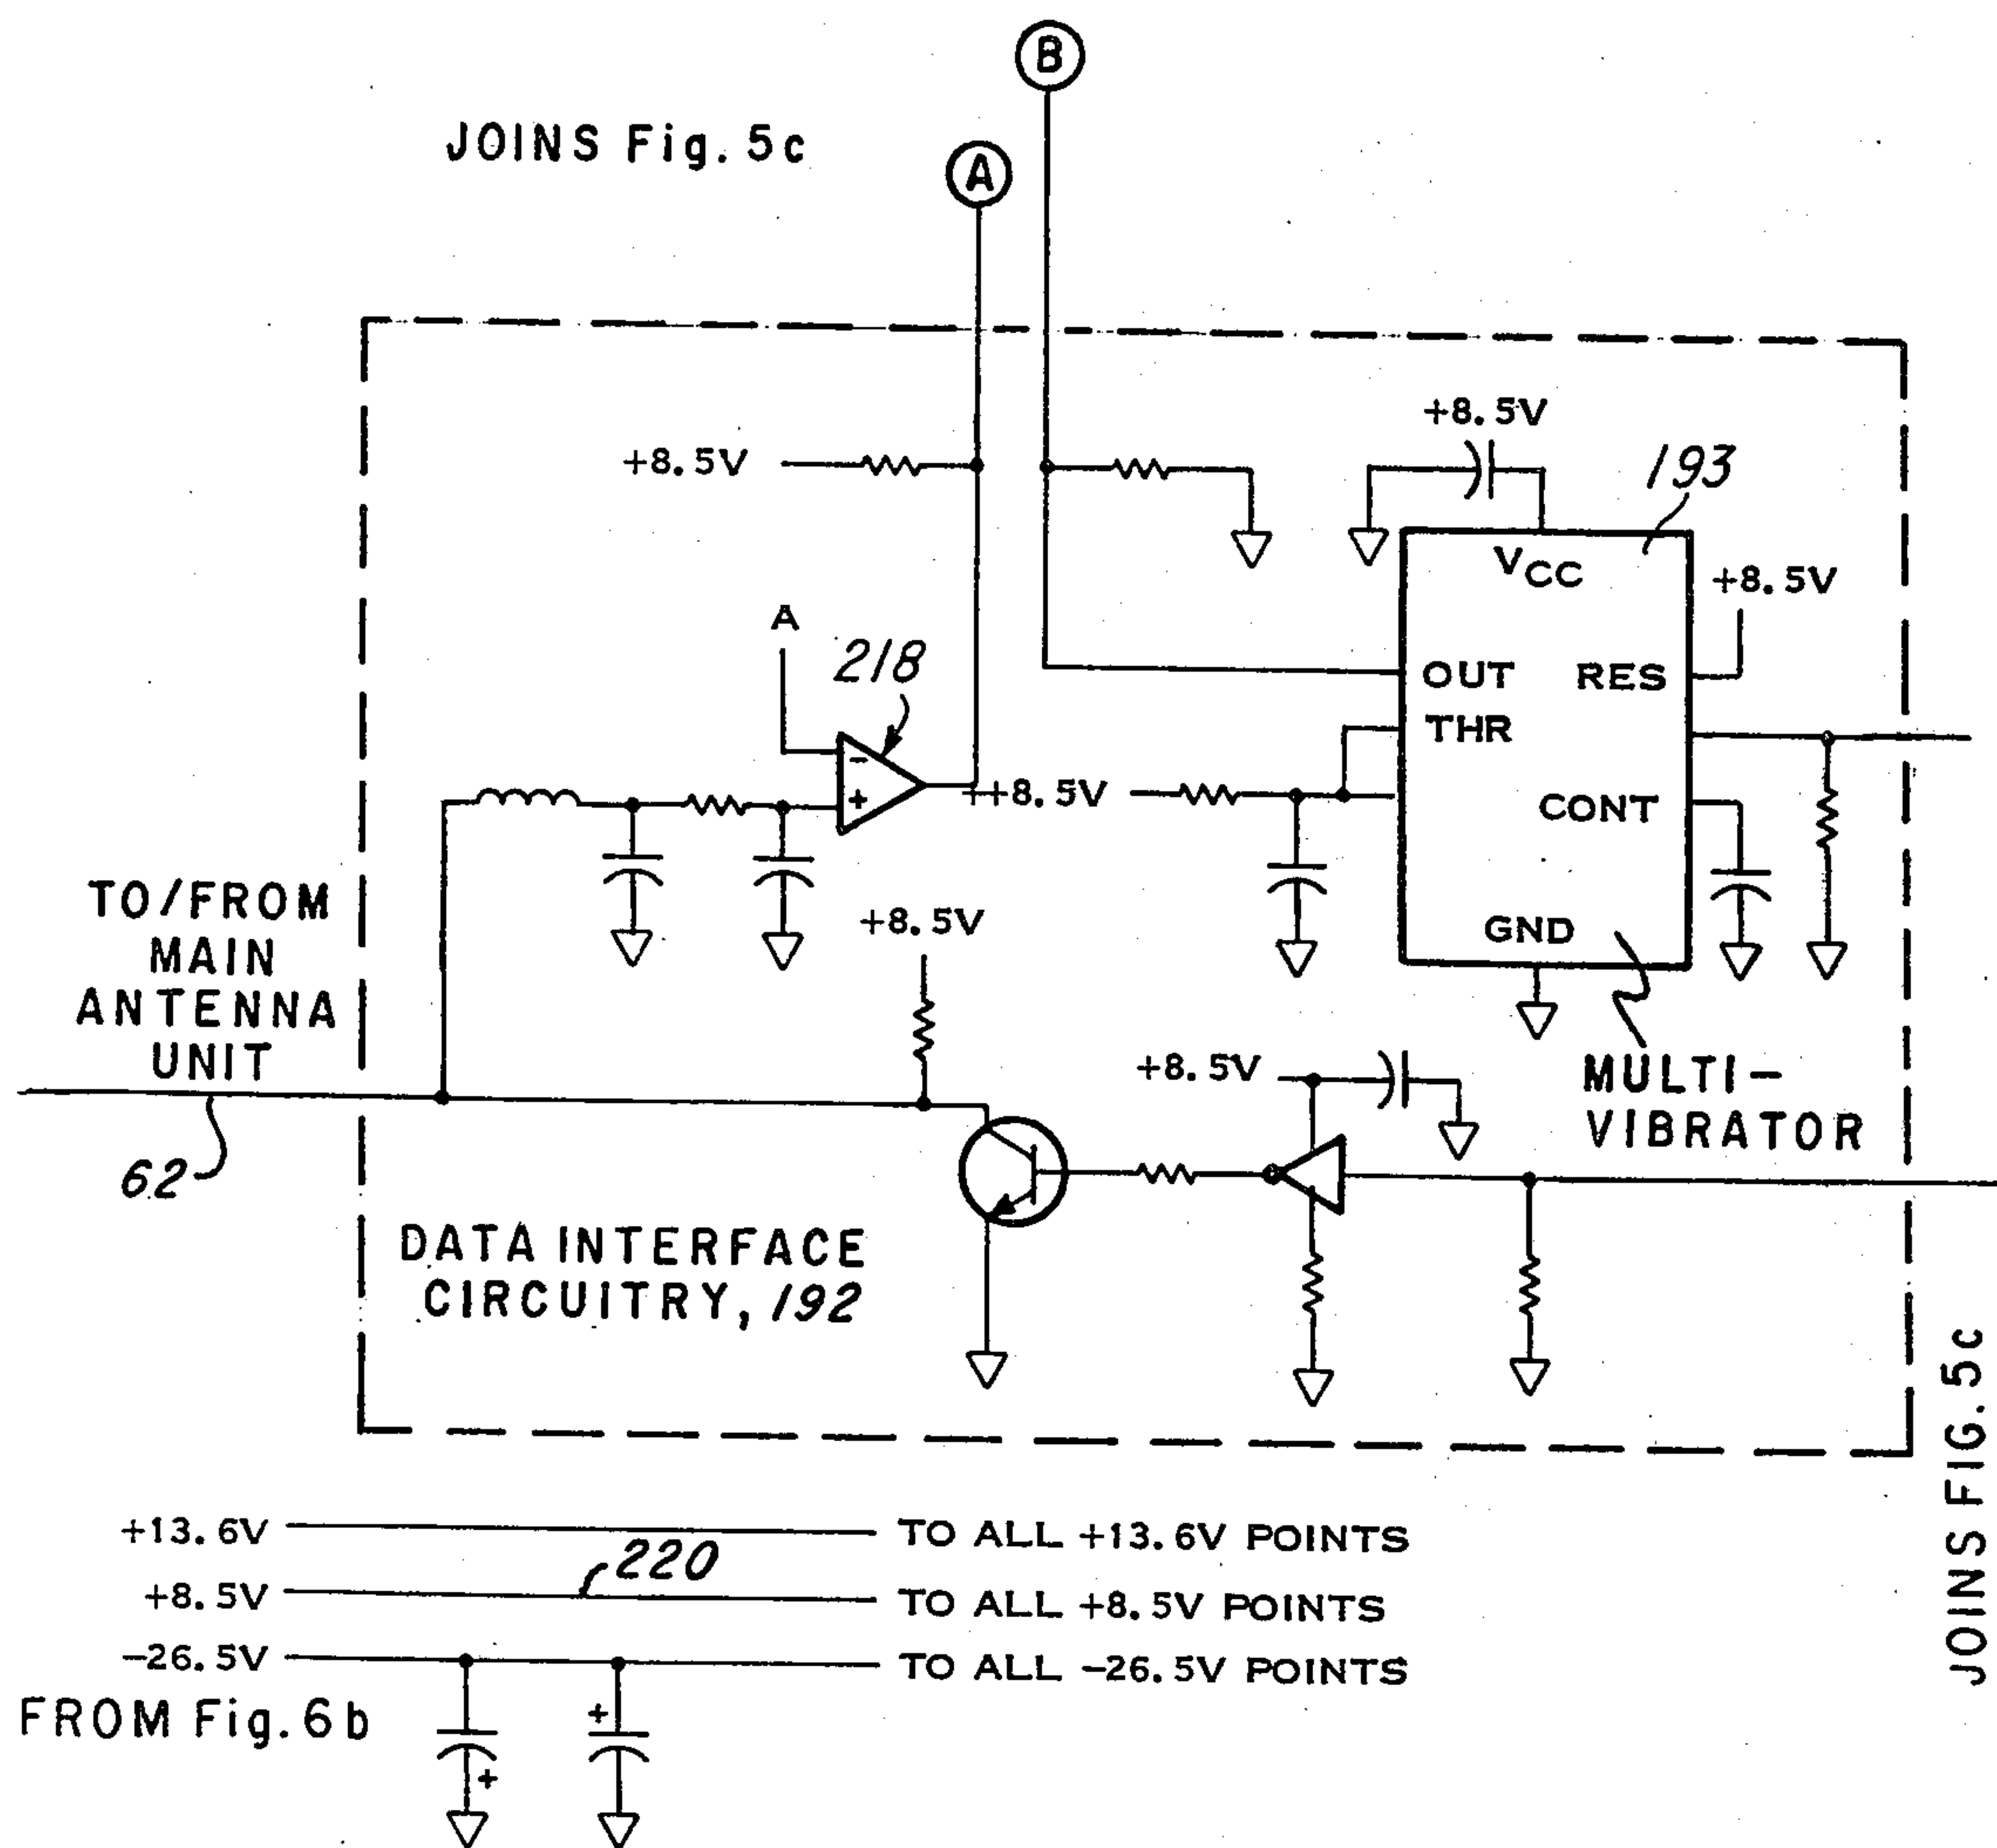 B
JOINS Fig. 5c
A
+8.5V
+8.5V
193
VCC
+8.5V
A
218
OUT
RES
THR
++8.5V
CONT
TO/FROM
MAIN
ANTENNA
UNIT
+8.5V
GND
+8.5V
MULTI-
VIBRATOR
62
DATA INTERFACE
CIRCUITRY, 192
JOINS FIG. 5c
+13.6V
TO ALL +13.6V POINTS
220
+8.5V
TO ALL +8.5V POINTS
-26.5V
TO ALL -26.5V POINTS
FROM Fig. 6b